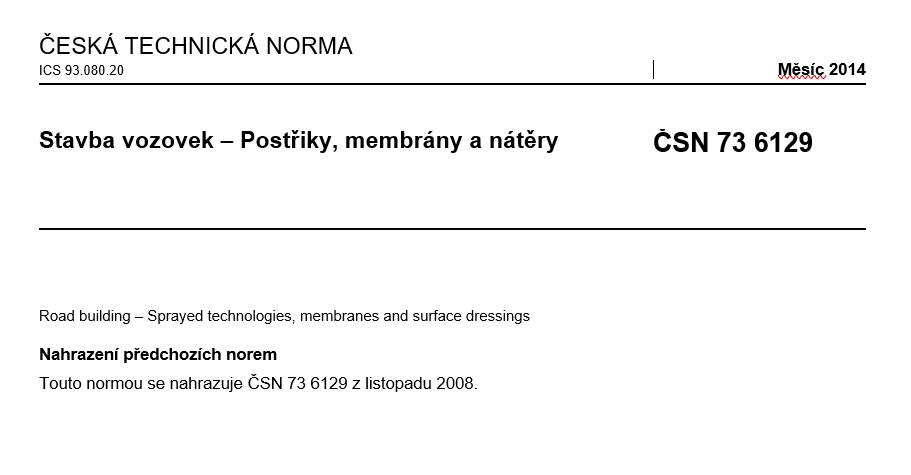 ČESKÁ TECHNICKÁ NORMA
ICS 93.080.20
Měsíc 2014
Stavba vozovek – Postřiky, membrány a nátěry
ČSN 73 6129
Road building – Sprayed technologies, membranes and surface dressings
Nahrazení předchozích norem
Touto normou se nahrazuje ČSN 73 6129 z listopadu 2008.